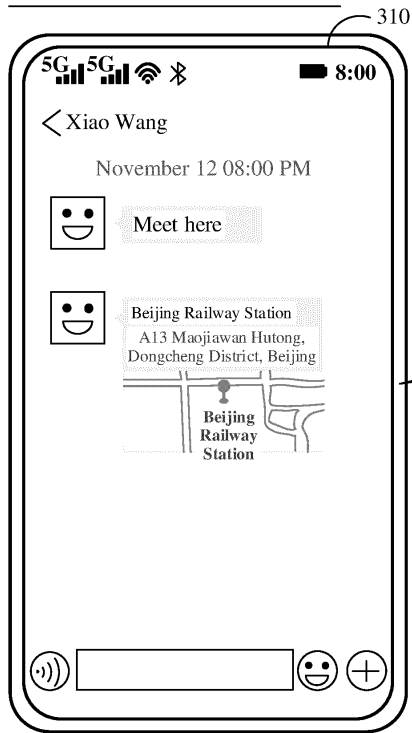 310
5G 5G 8:00
Xiao Wang
November 12 08:00 PM
Meet here
Beijing Railway Station
A13 Maojiawan Hutong,
Dongcheng District, Beijing
Beijing
Railway
Station